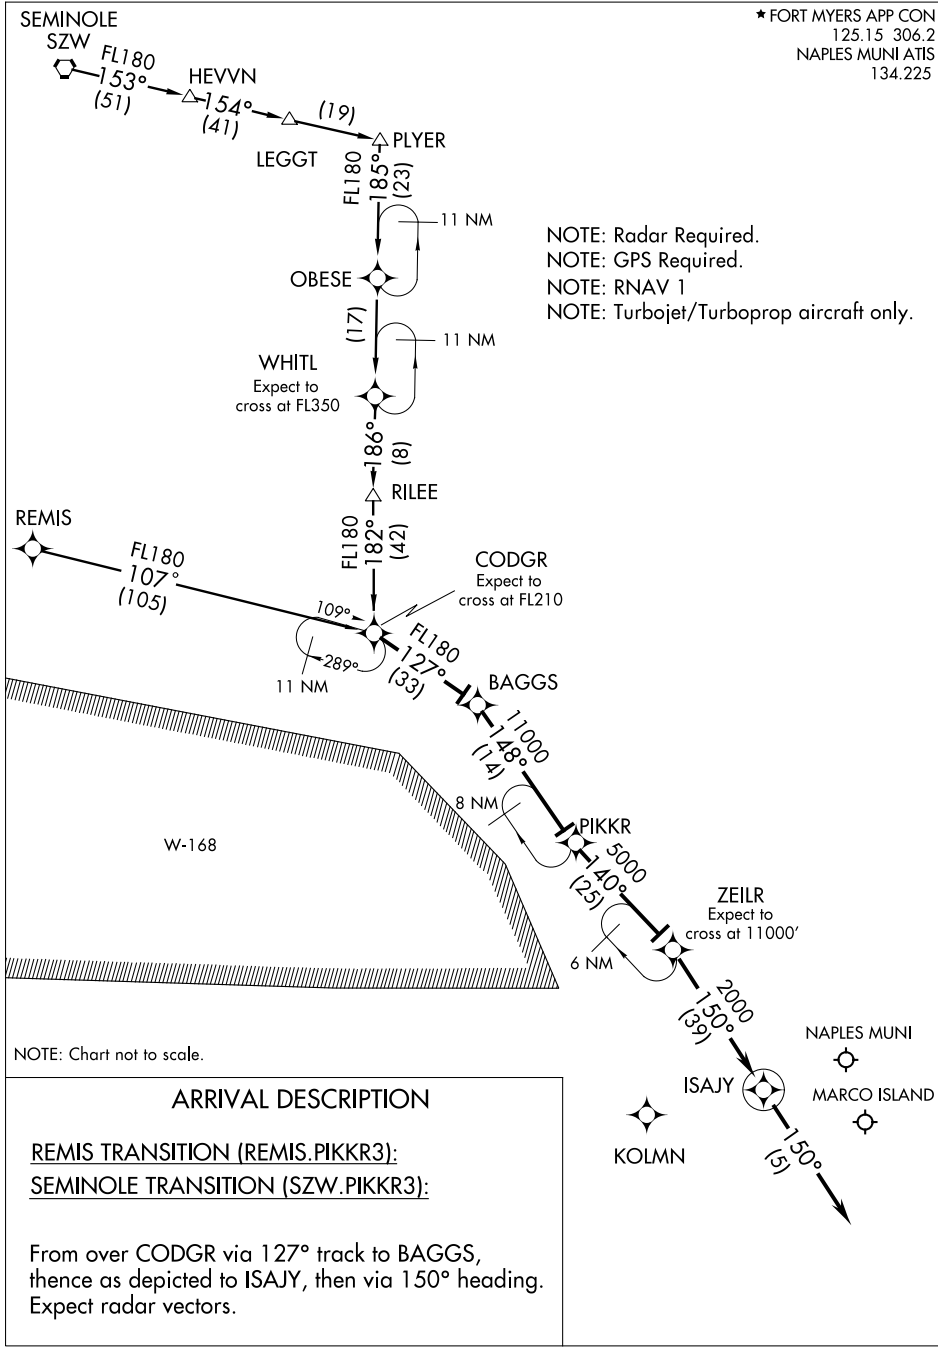 ★ FORT MYERS APP CON
125.15 306.2
NAPLES MUNI ATIS
134.225
SEMINOLE
SZW
FL180
153°
(51)
HEVVN
154°
(41)
LEGGT
(19)
PLYER
FL180
185°
(23)
11 NM
OBESE
NOTE: Radar Required.
NOTE: GPS Required.
NOTE: RNAV 1
NOTE: Turbojet/Turboprop aircraft only.
(17)
11 NM
WHITL
Expect to
cross at FL350
186°
(8)
RILEE
FL180
182°
(42)
REMIS
FL180
107°
(105)
CODGR
Expect to
cross at FL210
109°
289°
11 NM
FL180
127°
(33)
BAGGS
11000
148°
(14)
8 NM
PIKKR
5000
140°
(25)
W-168
6 NM
ZEILR
Expect to
cross at 11000'
2000
150°
(39)
ISAJY
NAPLES MUNI
MARCO ISLAND
KOLMN
150°
(5)
NOTE: Chart not to scale.
ARRIVAL DESCRIPTION
REMIS TRANSITION (REMIS.PIKKR3):
SEMINOLE TRANSITION (SZW.PIKKR3):
From over CODGR via 127° track to BAGGS,
thence as depicted to ISAJY, then via 150° heading.
Expect radar vectors.